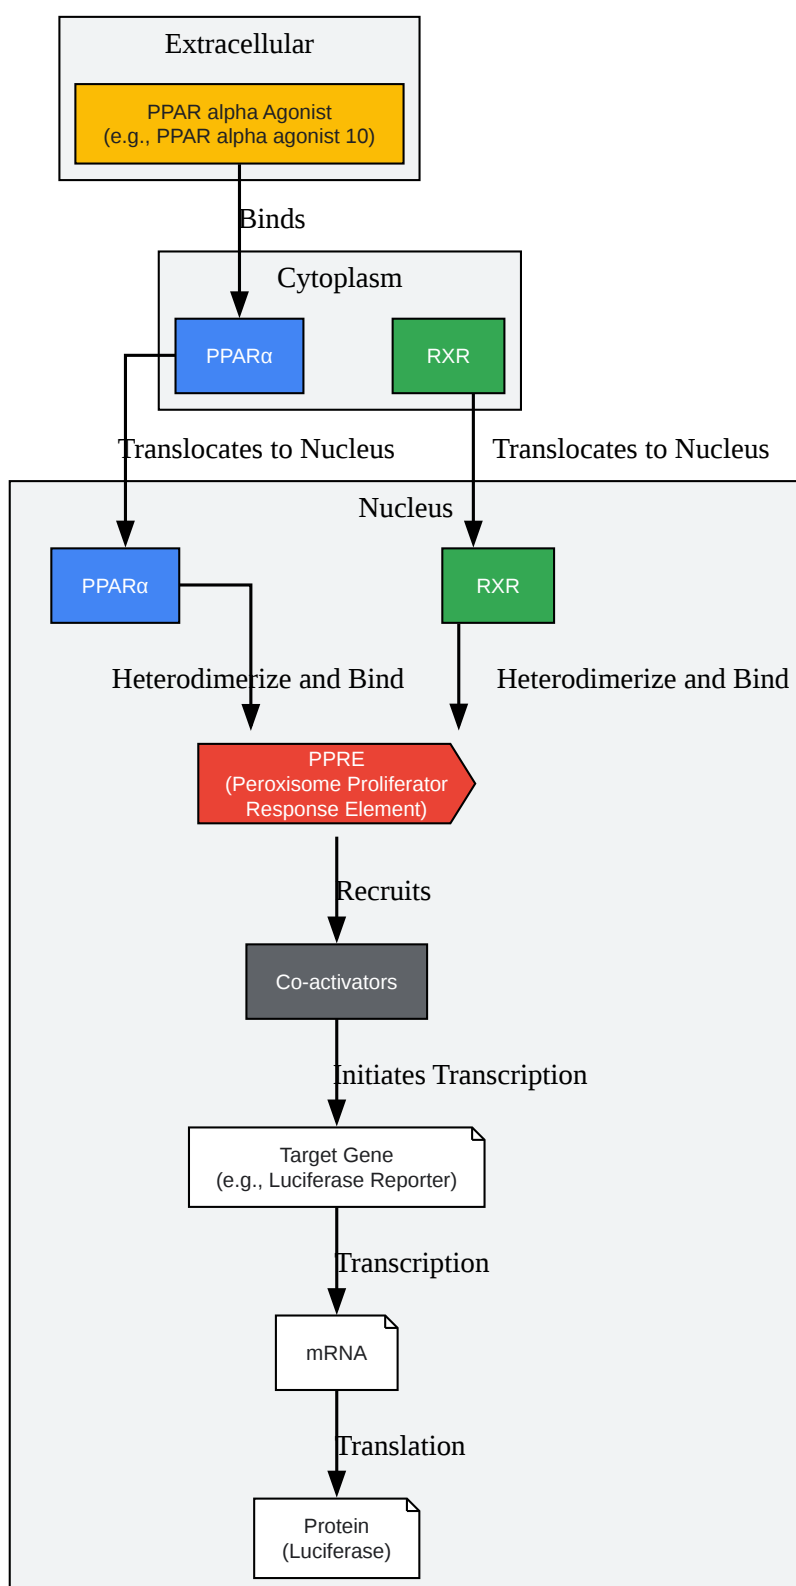 Extracellular
PPAR alpha Agonist
(e.g., PPAR alpha agonist 10)
Binds
Cytoplasm
PPARα
RXR
Translocates to Nucleus
Translocates to Nucleus
Nucleus
PPARα
RXR
Heterodimerize and Bind
Heterodimerize and Bind
PPRE
(Peroxisome Proliferator
Response Element)
Recruits
Co-activators
Initiates Transcription
Target Gene
(e.g., Luciferase Reporter)
Transcription
mRNA
Translation
Protein
(Luciferase)